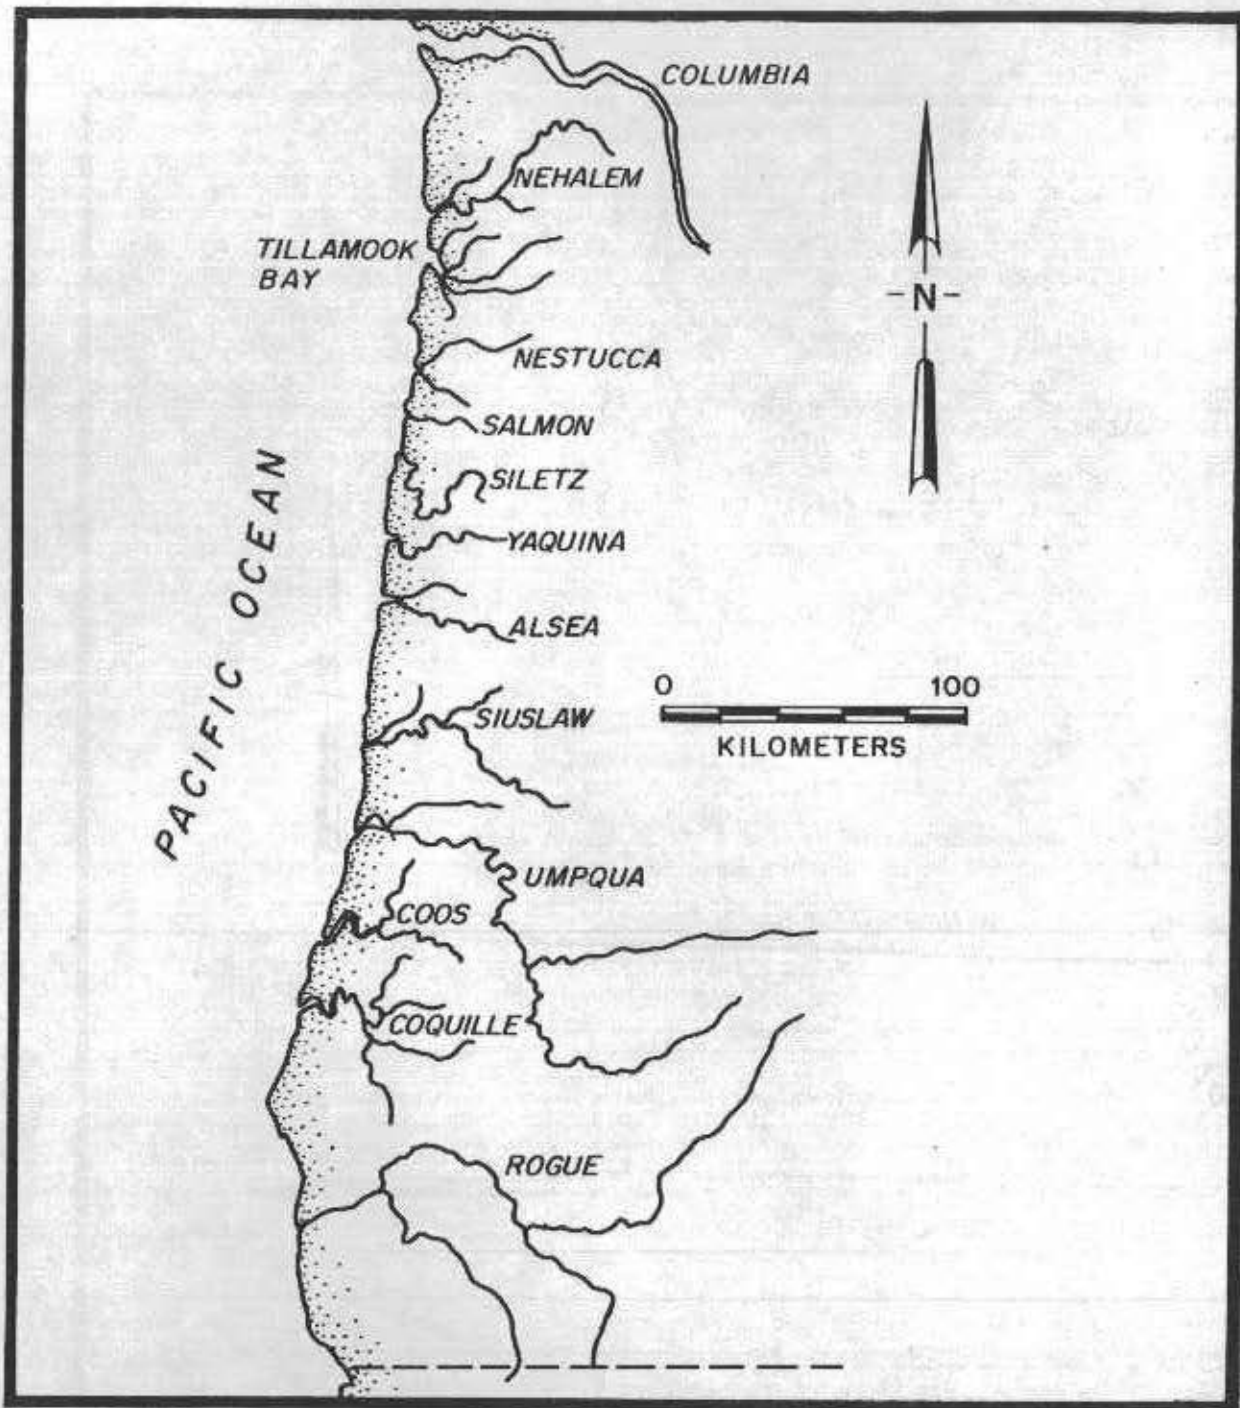 COLUMBIA
NEHALEM
TILLAMOOK
BAY
-N-
NESTUCCA
SALMON
SILETZ
YAQUINA
ALSEA
PACIFIC OCEAN
0 100
KILOMETERS
SIUSLAW
UMPQUA
COOS
COQUILLE
ROGUE